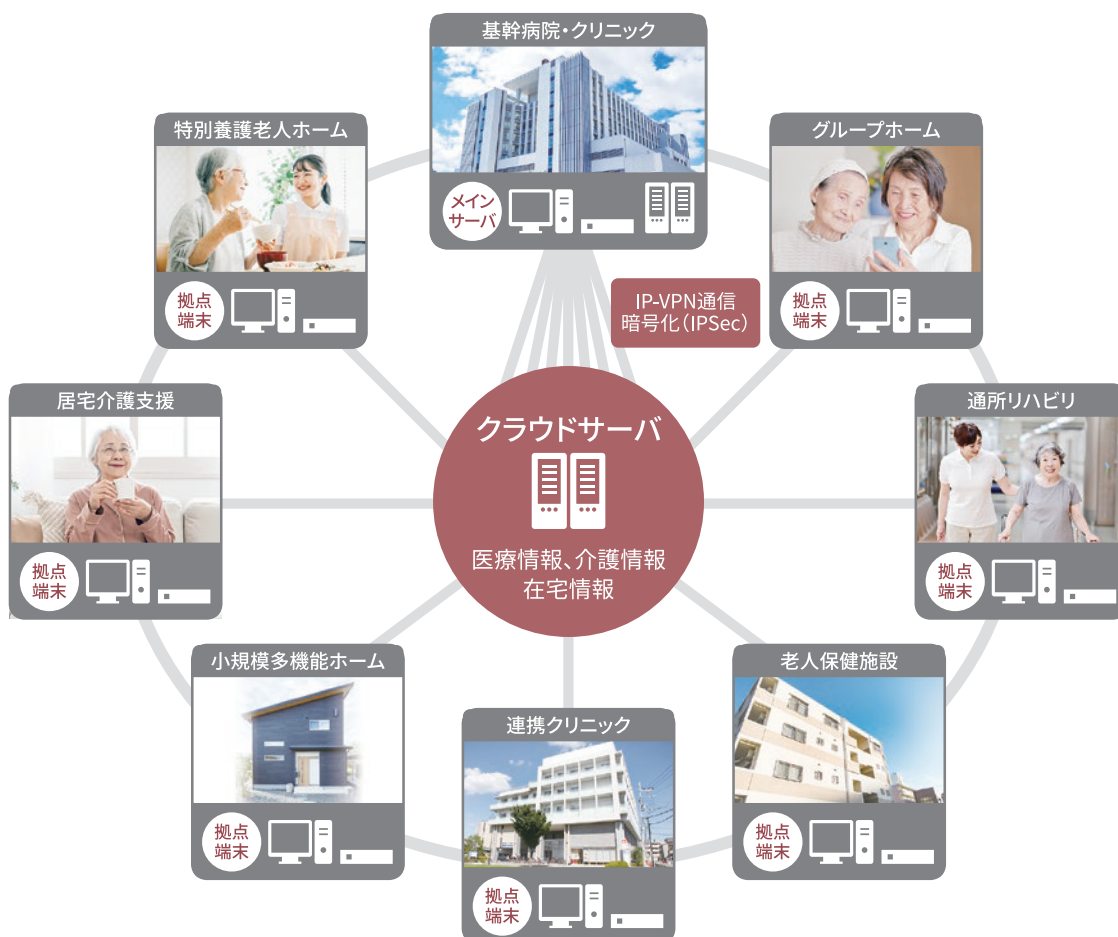 基幹病院・クリニック
メイン
サーバ
特別養護老人ホーム
拠点
端末
グループホーム
拠点
端末
IP-VPN通信
暗号化(IPSec)
居宅介護支援
拠点
端末
クラウドサーバ
医療情報、介護情報
在宅情報
通所リハビリ
拠点
端末
小規模多機能ホーム
拠点
端末
連携クリニック
拠点
端末
老人保健施設
拠点
端末